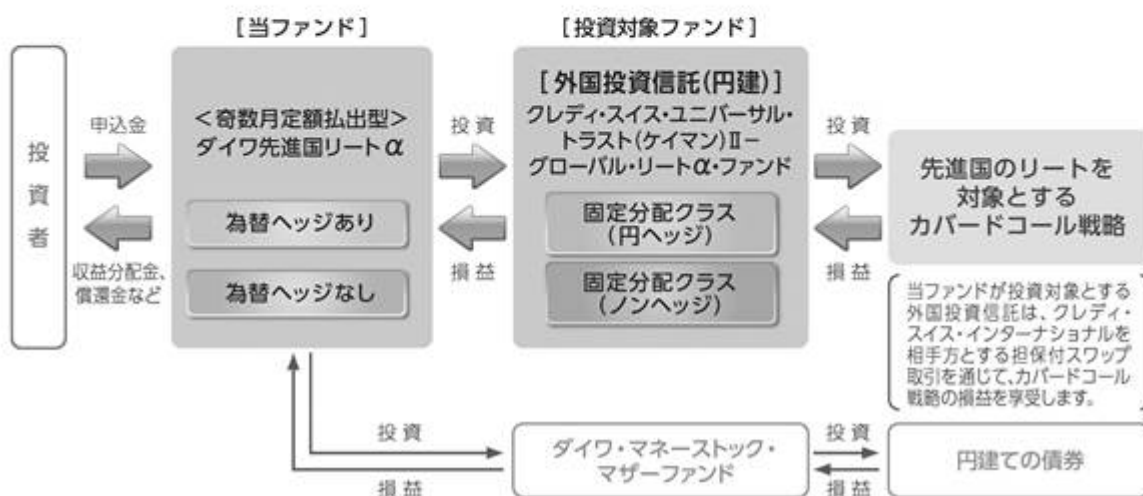 [当ファンド]
[投資対象ファンド]
投資者
申込金
収益分配金、
償還金など
<奇数月定額払出型>
ダイワ先進国リートα
為替ヘッジあり
為替ヘッジなし
投資
損益
[外国投資信託(円建)]
クレディ・スイス・ユニバーサル・
トラスト(ケイマン)Ⅱ−
グローバル・リートα・ファンド
固定分配クラス
(円ヘッジ)
固定分配クラス
(ノンヘッジ)
投資
損益
先進国のリートを
対象とする
カバードコール戦略
当ファンドが投資対象とする
外国投資信託は、クレディ・
スイス・インターナショナルを
相手方とする担保付スワップ
取引を通じて、カバードコール
戦略の損益を享受します。
投資
損益
ダイワ・マネーストック・
マザーファンド
投資
損益
円建ての債券